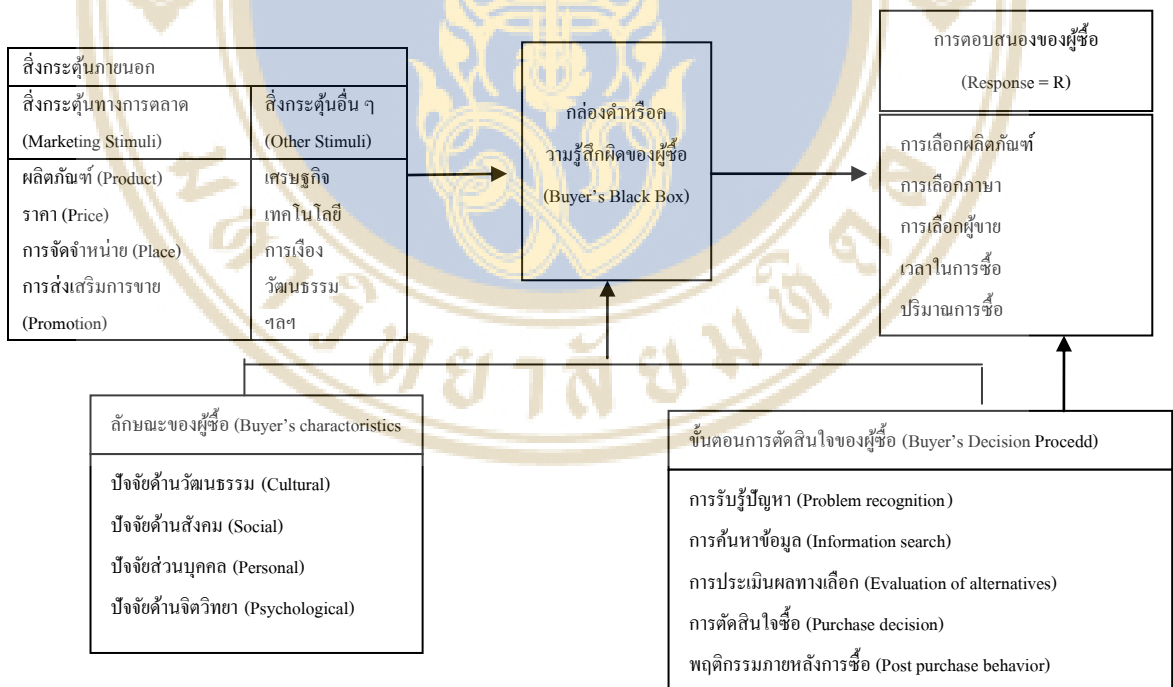 สิ่งกระตุ้นภายนอก
สิ่งกระตุ้นทางการตลาด
(Marketing Stimuli)
สิ่งกระตุ้นอื่น ๆ
(Other Stimuli)
ผลิตภัณฑ์ (Product)
ราคา (Price)
การจัดจำหน่าย (Place)
การส่งเสริมการขาย
(Promotion)
เศรษฐกิจ
เทคโนโลยี
การเงือง
วัฒนธรรม
ฯลฯ
กล่องดำหรือค
วามรู้สึกผิดของผู้ซื้อ
(Buyer's Black Box)
การตอบสนองของผู้ซื้อ
(Response = R)
การเลือกผลิตภัณฑ์
การเลือกภาษา
การเลือกผู้ขาย
เวลาในการซื้อ
ปริมาณการซื้อ
ลักษณะของผู้ซื้อ (Buyer's charactoristics
ปัจจัยด้านวัฒนธรรม (Cultural)
ปัจจัยด้านสังคม (Social)
ปัจจัยส่วนบุคคล (Personal)
ปัจจัยด้านจิตวิทยา (Psychological)
ขั้นตอนการตัดสินใจของผู้ซื้อ (Buyer's Decision Procedd)
การรับรู้ปัญหา (Problem recognition)
การค้นหาข้อมูล (Information search)
การประเมินผลทางเลือก (Evaluation of alternatives)
การตัดสินใจซื้อ (Purchase decision)
พฤติกรรมภายหลังการซื้อ (Post purchase behavior)
มหาวิทยาลัยมหิดล